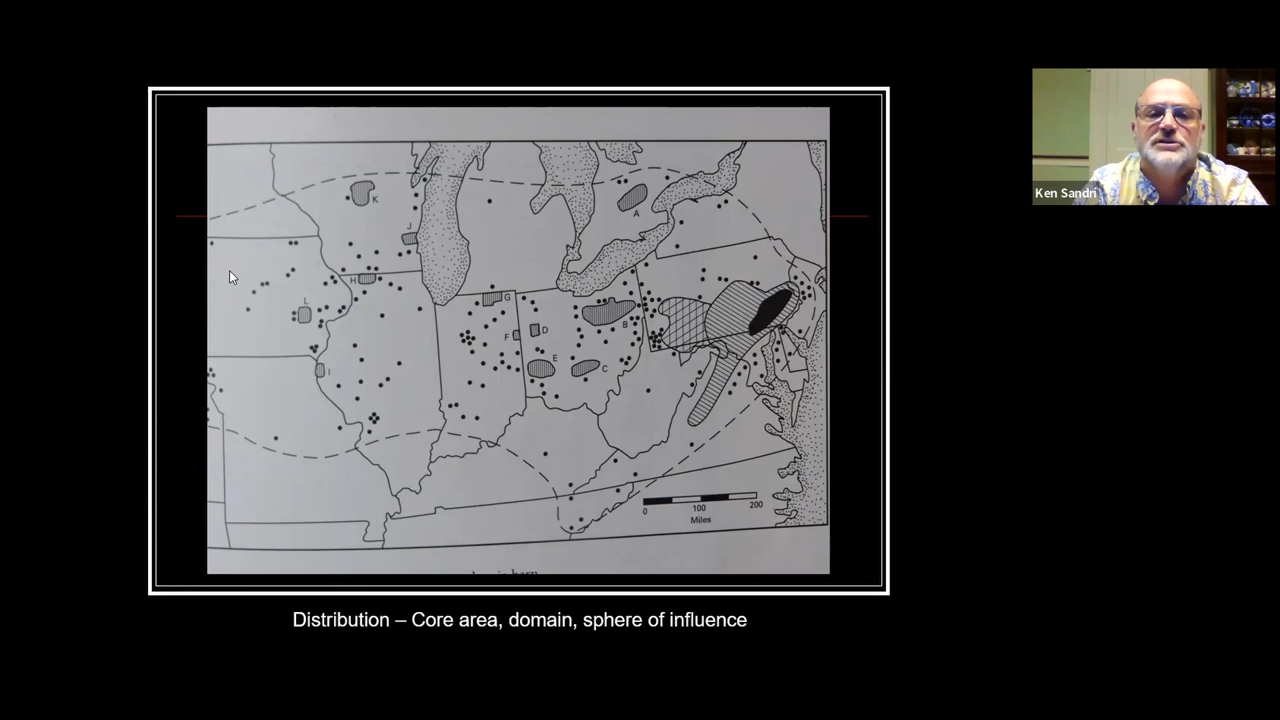 K
A
J
H
G
L
B
F
D
E
C
I
0
100
200
Miles
Distribution – Core area, domain, sphere of influence
Ken Sandri